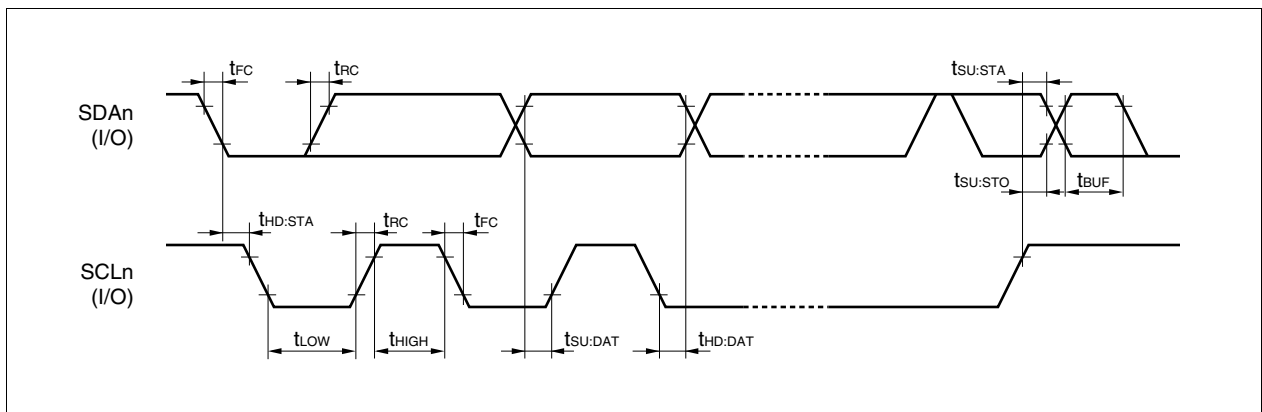 tFC
tRC
tSU:STA
SDAn
(I/O)
tSU:STO
tBUF
tHD:STA
tRC
tFC
SCLn
(I/O)
tLOW
tHIGH
tSU:DAT
tHD:DAT